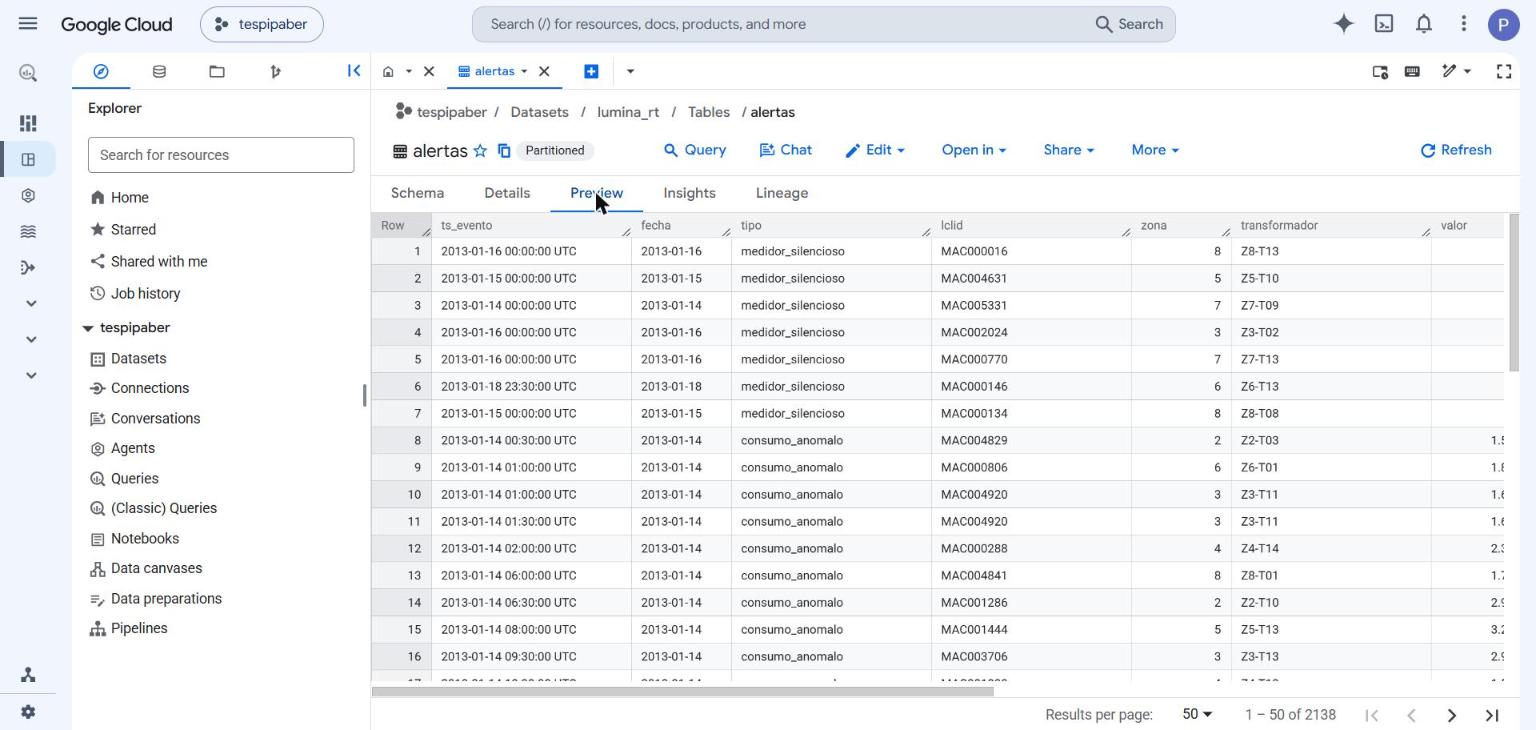 Google Cloud
tespipaber
Search (/) for resources, docs, products, and more
Search
P
alertas
Explorer
Search for resources
Home
Starred
Shared with me
Job history
tespipaber
Datasets
Connections
Conversations
Agents
Queries
(Classic) Queries
Notebooks
Data canvases
Data preparations
Pipelines
tespipaber / Datasets / lumina_rt / Tables / alertas
alertas Partitioned Query Chat Edit Open in Share More Refresh
Schema Details Preview Insights Lineage
Row ts_evento fecha tipo lclid zona transformador valor
1 2013-01-16 00:00:00 UTC 2013-01-16 medidor_silencioso MAC000016 8 Z8-T13
2 2013-01-15 00:00:00 UTC 2013-01-15 medidor_silencioso MAC004631 5 Z5-T10
3 2013-01-14 00:00:00 UTC 2013-01-14 medidor_silencioso MAC005331 7 Z7-T09
4 2013-01-16 00:00:00 UTC 2013-01-16 medidor_silencioso MAC002024 3 Z3-T02
5 2013-01-16 00:00:00 UTC 2013-01-16 medidor_silencioso MAC000770 7 Z7-T13
6 2013-01-18 23:30:00 UTC 2013-01-18 medidor_silencioso MAC000146 6 Z6-T13
7 2013-01-15 00:00:00 UTC 2013-01-15 medidor_silencioso MAC000134 8 Z8-T08
8 2013-01-14 00:30:00 UTC 2013-01-14 consumo_anomalo MAC004829 2 Z2-T03
9 2013-01-14 01:00:00 UTC 2013-01-14 consumo_anomalo MAC000806 6 Z6-T01
10 2013-01-14 01:00:00 UTC 2013-01-14 consumo_anomalo MAC004920 3 Z3-T11
11 2013-01-14 01:30:00 UTC 2013-01-14 consumo_anomalo MAC004920 3 Z3-T11
12 2013-01-14 02:00:00 UTC 2013-01-14 consumo_anomalo MAC000288 4 Z4-T14
13 2013-01-14 06:00:00 UTC 2013-01-14 consumo_anomalo MAC004841 8 Z8-T01
14 2013-01-14 06:30:00 UTC 2013-01-14 consumo_anomalo MAC001286 2 Z2-T10
15 2013-01-14 08:00:00 UTC 2013-01-14 consumo_anomalo MAC001444 5 Z5-T13
16 2013-01-14 09:30:00 UTC 2013-01-14 consumo_anomalo MAC003706 3 Z3-T13
Results per page: 50 1 – 50 of 2138